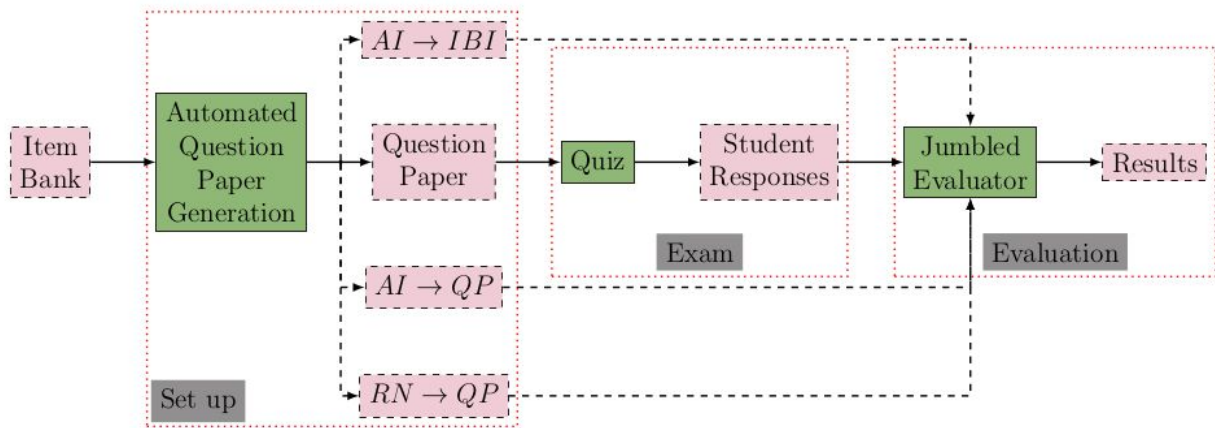 Item
Bank
Automated
Question
Paper
Generation
Set up
AI → IBI
Question
Paper
AI → QP
RN → QP
Quiz
Student
Responses
Exam
Jumbled
Evaluator
Results
Evaluation